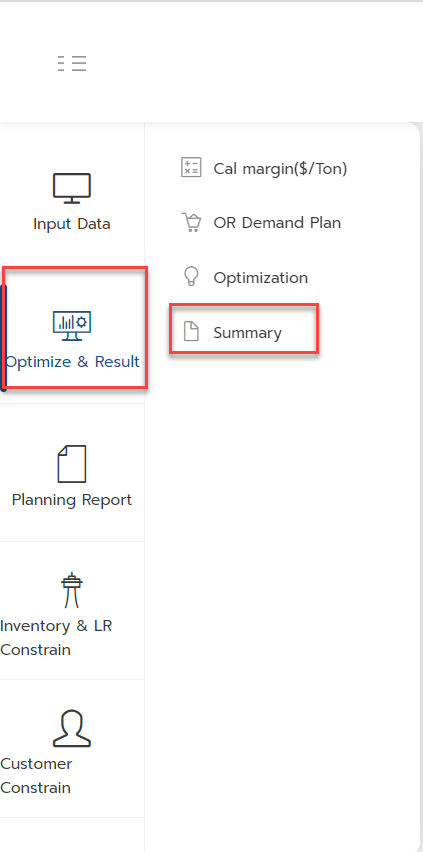 Input Data
Optimize & Result
Planning Report
Inventory & LR
Constrain
Customer
Constrain
Cal margin($/Ton)
OR Demand Plan
Optimization
Summary